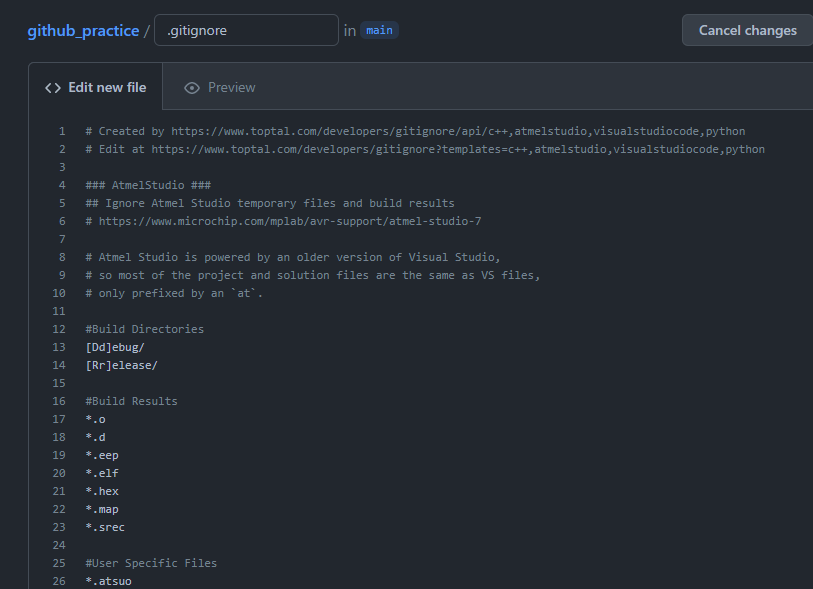 github_practice / .gitignore in main Cancel changes
<> Edit new file Preview
1 # Created by https://www.toptal.com/developers/gitignore/api/c++,atmelstudio,visualstudiocode,python
2 # Edit at https://www.toptal.com/developers/gitignore?templates=c++,atmelstudio,visualstudiocode,python
3
4 ### AtmelStudio ###
5 ## Ignore Atmel Studio temporary files and build results
6 # https://www.microchip.com/mplab/avr-support/atmel-studio-7
7
8 # Atmel Studio is powered by an older version of Visual Studio,
9 # so most of the project and solution files are the same as VS files,
10 # only prefixed by an `at`.
11
12 #Build Directories
13 [Dd]ebug/
14 [Rr]elease/
15
16 #Build Results
17 *.o
18 *.d
19 *.eep
20 *.elf
21 *.hex
22 *.map
23 *.srec
24
25 #User Specific Files
26 *.atsuo